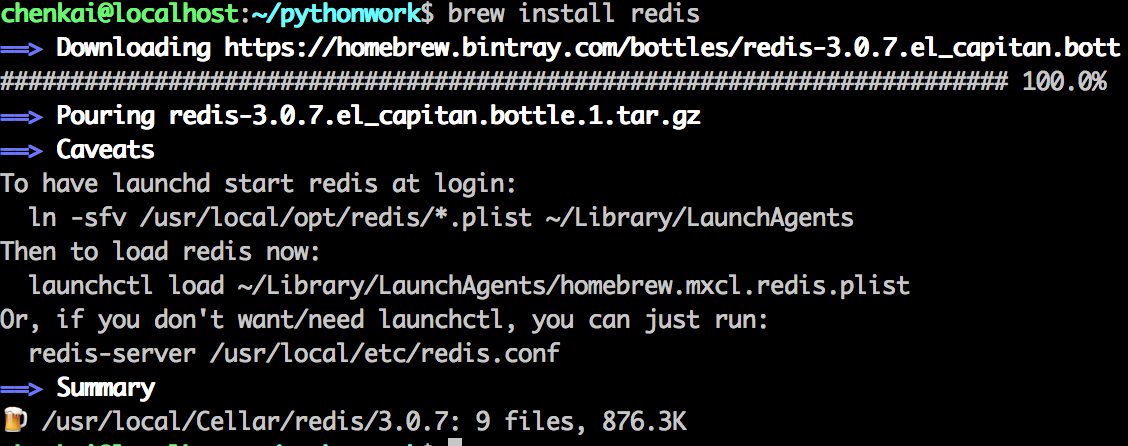 chenkai@localhost:~/pythonwork$ brew install redis
==> Downloading https://homebrew.bintray.com/bottles/redis-3.0.7.el_capitan.bott
######################################################################## 100.0%
==> Pouring redis-3.0.7.el_capitan.bottle.1.tar.gz
==> Caveats
To have launchd start redis at login:
  ln -sfv /usr/local/opt/redis/*.plist ~/Library/LaunchAgents
Then to load redis now:
  launchctl load ~/Library/LaunchAgents/homebrew.mxcl.redis.plist
Or, if you don't want/need launchctl, you can just run:
  redis-server /usr/local/etc/redis.conf
==> Summary
🍺 /usr/local/Cellar/redis/3.0.7: 9 files, 876.3K